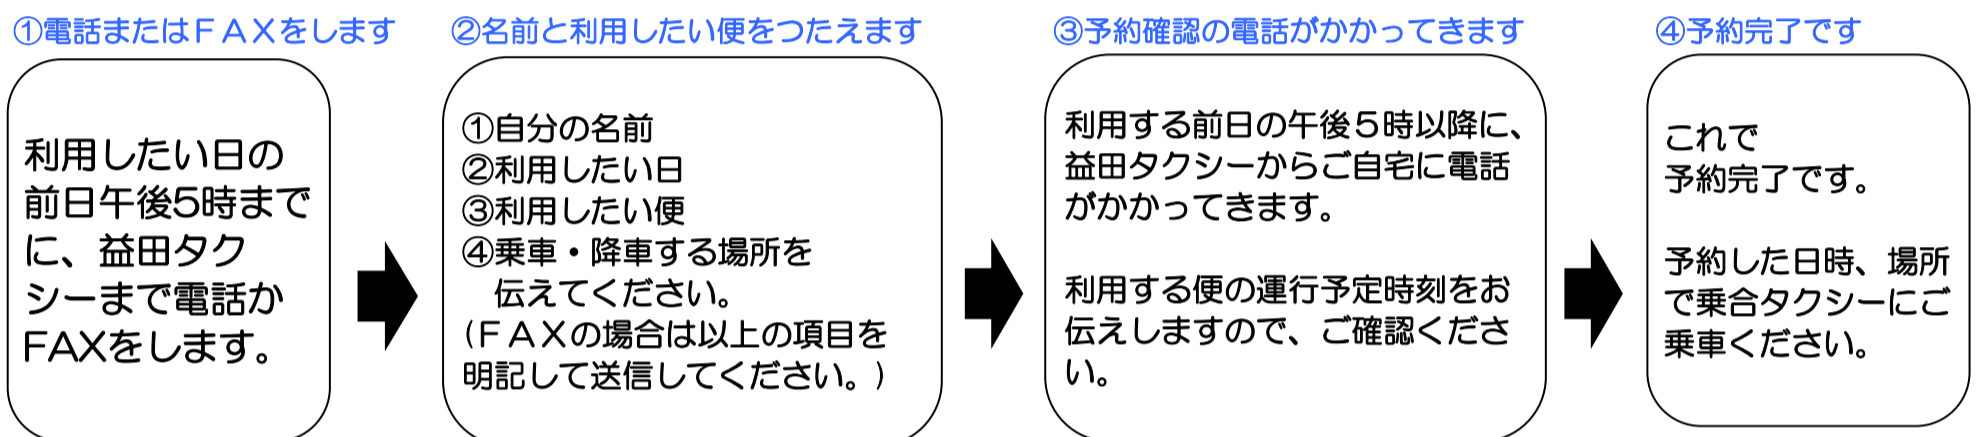 ①電話またはＦＡＸをします
利用したい日の
前日午後5時まで
に、益田タク
シーまで電話か
FAXをします。
②名前と利用したい便をつたえます
①自分の名前
②利用したい日
③利用したい便
④乗車・降車する場所を
　伝えてください。
(ＦＡＸの場合は以上の項目を
明記して送信してください。)
③予約確認の電話がかかってきます
利用する前日の午後５時以降に、
益田タクシーからご自宅に電話
がかかってきます。
利用する便の運行予定時刻をお
伝えしますので、ご確認くださ
い。
④予約完了です
これで
予約完了です。
予約した日時、場所
で乗合タクシーにご
乗車ください。